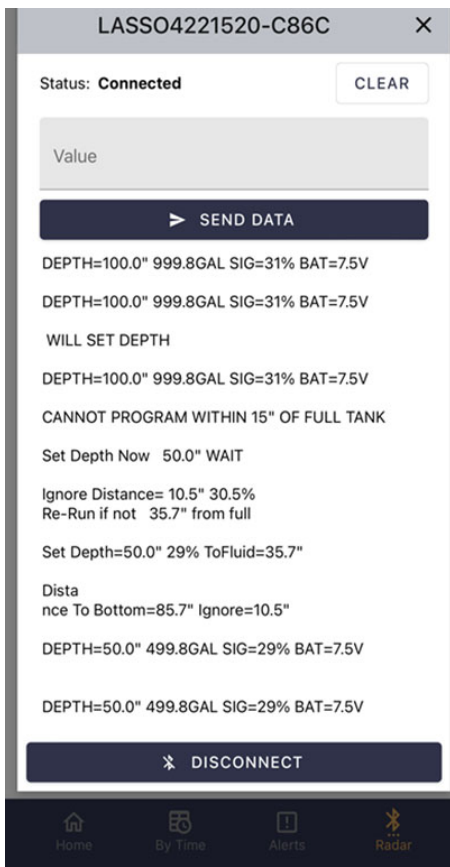 LASSO4221520-C86C
Status: Connected
CLEAR
Value
SEND DATA
DEPTH=100.0" 999.8GAL SIG=31% BAT=7.5V
DEPTH=100.0" 999.8GAL SIG=31% BAT=7.5V
WILL SET DEPTH
DEPTH=100.0" 999.8GAL SIG=31% BAT=7.5V
CANNOT PROGRAM WITHIN 15" OF FULL TANK
Set Depth Now 50.0" WAIT
Ignore Distance= 10.5" 30.5%
Re-Run if not 35.7" from full
Set Depth=50.0" 29% ToFluid=35.7"
Dista
nce To Bottom=85.7" Ignore=10.5"
DEPTH=50.0" 499.8GAL SIG=29% BAT=7.5V
DEPTH=50.0" 499.8GAL SIG=29% BAT=7.5V
DISCONNECT
Home By Time Alerts Radar